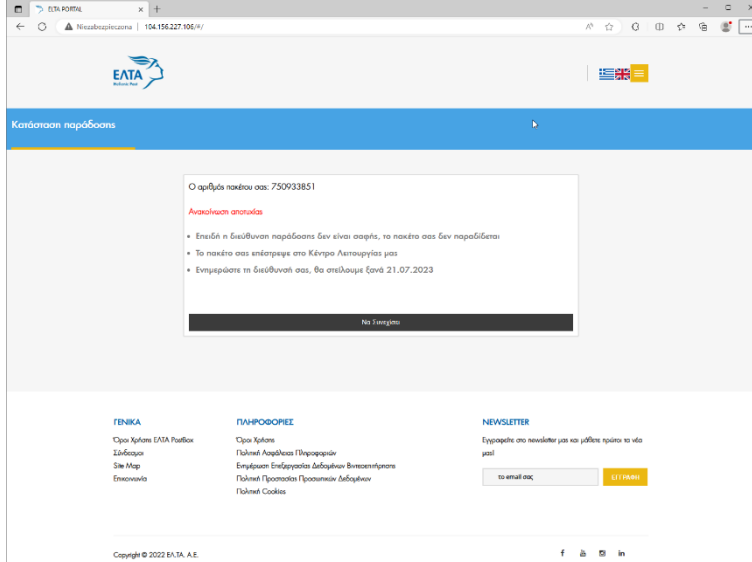 ELTA PORTAL
Niezabezpieczona
104.156.227.106/#/
ΕΛΤΑ
Hellenic Post
Κατάσταση παράδοσης
Ο αριθμός πακέτου σας: 750933851
Ανακοίνωση αποτυχίας
• Επειδή η διεύθυνση παράδοσης δεν είναι σαφής, το πακέτο σας δεν παραδίδεται
• Το πακέτο σας επέστρεψε στο Κέντρο Λειτουργίας μας
• Ενημερώστε τη διεύθυνσή σας, θα στείλουμε ξανά 21.07.2023
Να Συνεχίσει
ΓΕΝΙΚΑ
Όροι Χρήσης ΕΛΤΑ PostBox
Σύνδεσμοι
Site Map
Επικοινωνία
ΠΛΗΡΟΦΟΡΙΕΣ
Όροι Χρήσης
Πολιτική Ασφάλειας Πληροφοριών
Ενημέρωση Επεξεργασίας Δεδομένων Βιντεοεπιτήρησης
Πολιτική Προστασίας Προσωπικών Δεδομένων
Πολιτική Cookies
NEWSLETTER
Εγγραφείτε στο newsletter μας και μάθετε πρώτοι τα νέα
μας!
το email σας
ΕΓΓΡΑΦΗ
Copyright © 2022 ΕΛ.ΤΑ. Α.Ε.